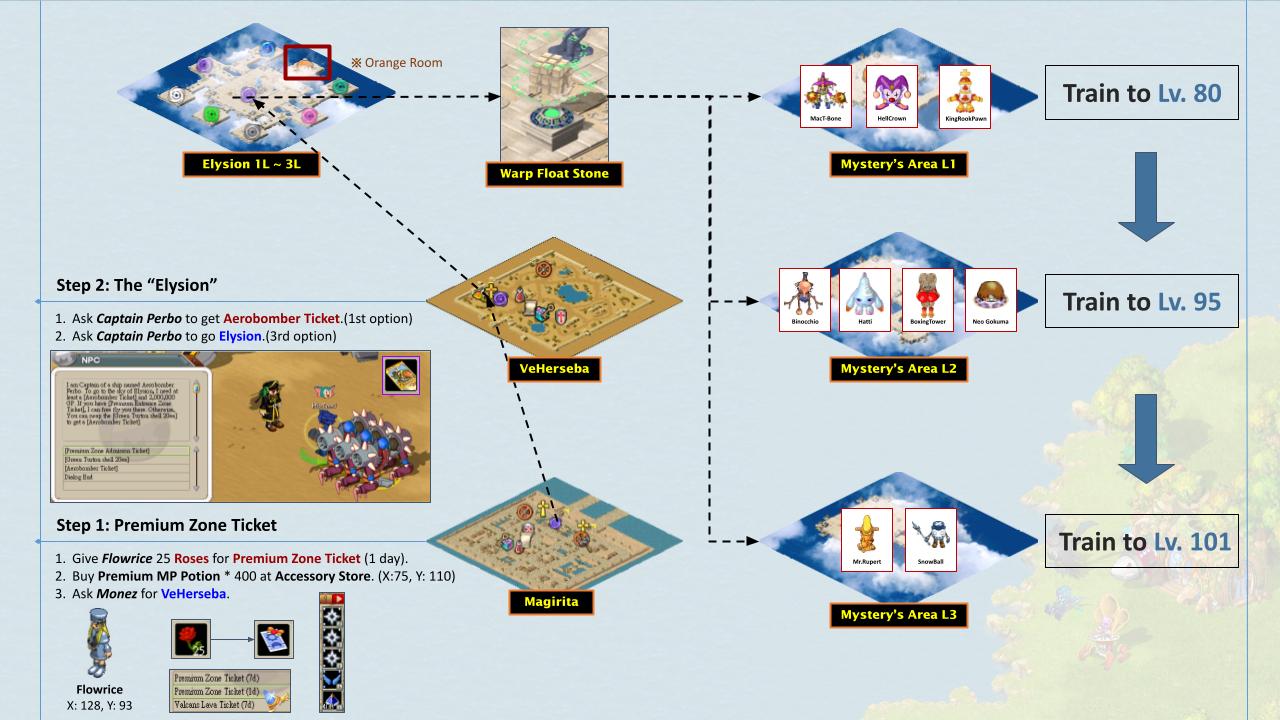 ※ Orange Room
Elysion 1L ~ 3L
Warp Float Stone
MacT-Bone
HellCrown
KingRookPawn
Mystery's Area L1
Train to Lv. 80
Step 2: The “Elysion”
1. Ask Captain Perbo to get Aerobomber Ticket.(1st option)
2. Ask Captain Perbo to go Elysion.(3rd option)
NPC
I am Captain of a ship named Aerobomber
Perbo. To go to the sky of Elysion, I need at
least a [Aerobomber Ticket] and 2,000,000
GP. If you have [Premium Entrance Zone
Ticket], I can free fly you there. Otherwise,
You can swap the [Green Turton shell 20ea]
to get a [Aerobomber Ticket]
[Premium Zone Admission Ticket]
[Green Turton shell 20ea]
[Aerobomber Ticket]
Dialog End
VeHerseba
Binocchio
Hatti
BoxingTower
Neo Gokuma
Mystery's Area L2
Train to Lv. 95
Step 1: Premium Zone Ticket
1. Give Flowrice 25 Roses for Premium Zone Ticket (1 day).
2. Buy Premium MP Potion * 400 at Accessory Store. (X:75, Y: 110)
3. Ask Monez for VeHerseba.
Flowrice
X: 128, Y: 93
25
Premium Zone Ticket (7d)
Premium Zone Ticket (1d)
Valcans Lava Ticket (7d)
Magirita
Mr.Rupert
SnowBall
Mystery's Area L3
Train to Lv. 101